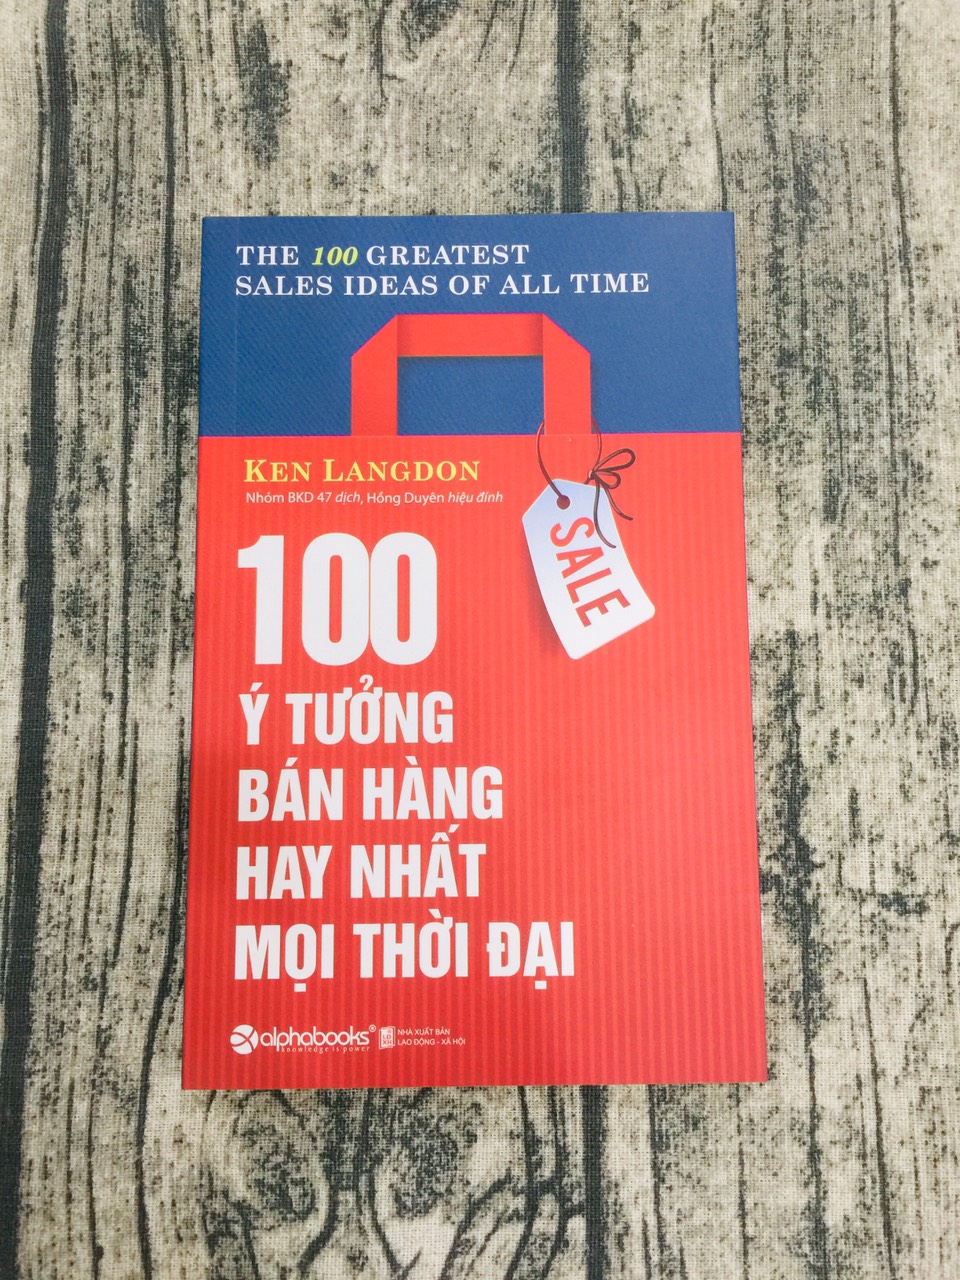 THE 100 GREATEST
SALES IDEAS OF ALL TIME
KEN LANGDON
Nhóm BKD 47 dịch, Hồng Duyên hiệu đính
SALE
100
Ý TƯỞNG
BÁN HÀNG
HAY NHẤT
MỌI THỜI ĐẠI
alphabooks®
knowledge is power
NHÀ XUẤT BẢN
LAO ĐỘNG - XÃ HỘI